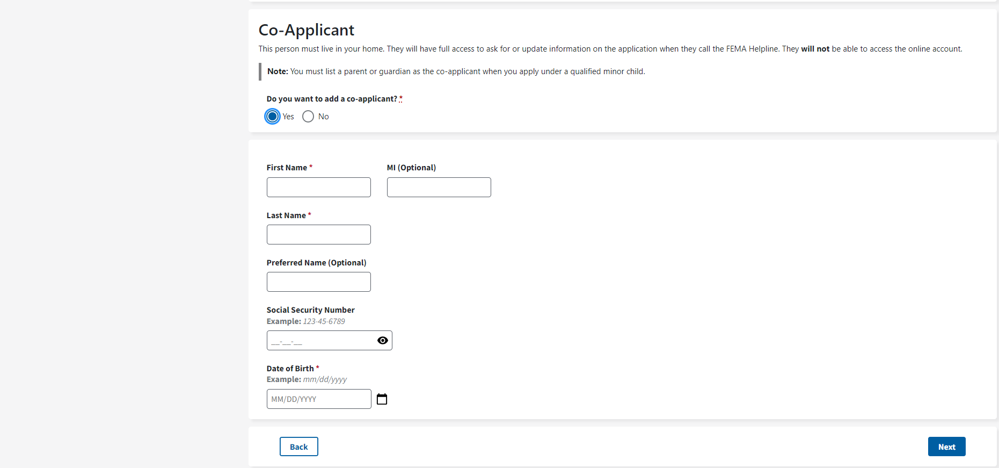 Co-Applicant
This person must live in your home. They will have full access to ask for or update information on the application when they call the FEMA Helpline. They will not be able to access the online account.
Note: You must list a parent or guardian as the co-applicant when you apply under a qualified minor child.
Do you want to add a co-applicant? *
Yes No
First Name * MI (Optional)
Last Name *
Preferred Name (Optional)
Social Security Number
Example: 123-45-6789
__-__-__
Date of Birth *
Example: mm/dd/yyyy
MM/DD/YYYY
Back Next